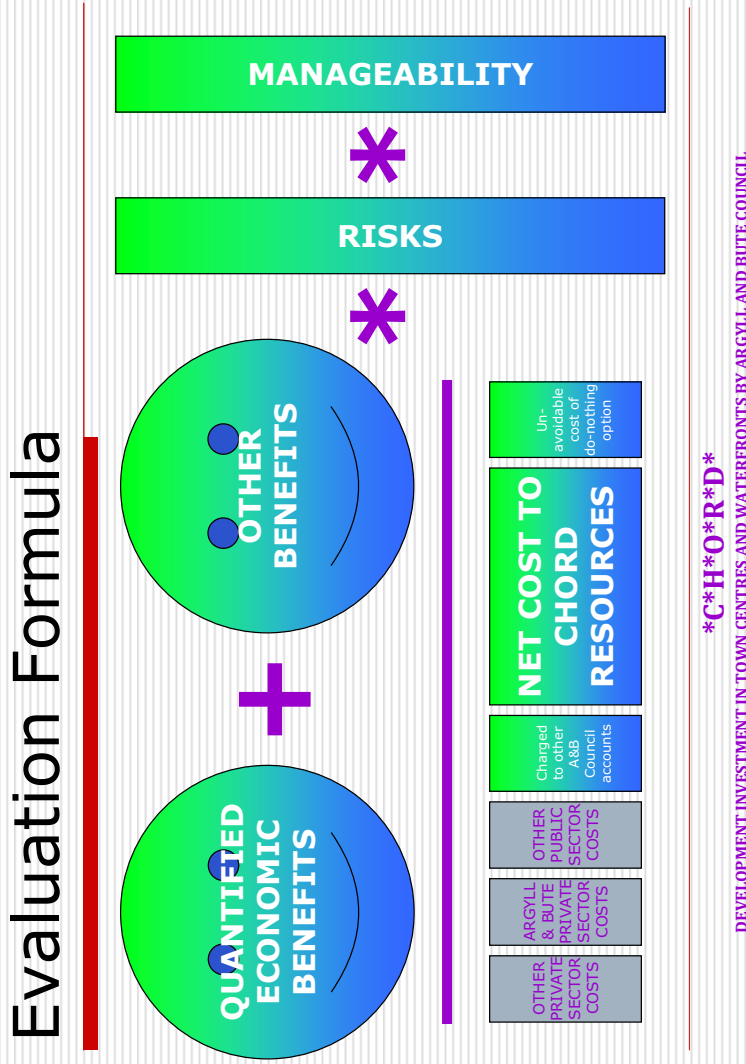 Evaluation Formula
QUANTIFIED
ECONOMIC
BENEFITS
+
OTHER
BENEFITS
*
RISKS
*
MANAGEABILITY
OTHER
PRIVATE
SECTOR
COSTS
ARGYLL
& BUTE
PRIVATE
SECTOR
COSTS
OTHER
PUBLIC
SECTOR
COSTS
Charged
to other
A&B
Council
accounts
NET COST TO
CHORD
RESOURCES
Un-
avoidable
cost of
do-nothing
option
*C*H*O*R*D*
DEVELOPMENT INVESTMENT IN TOWN CENTRES AND WATERFRONTS BY ARGYLL AND BUTE COUNCIL